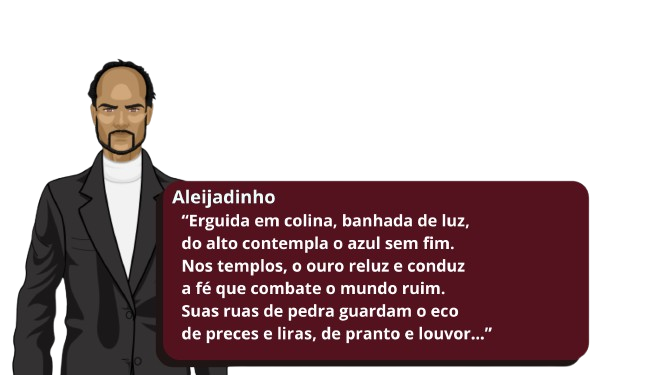 Aleijadinho
“Erguida em colina, banhada de luz,
do alto contempla o azul sem fim.
Nos templos, o ouro reluz e conduz
a fé que combate o mundo ruim.
Suas ruas de pedra guardam o eco
de preces e liras, de pranto e louvor...”